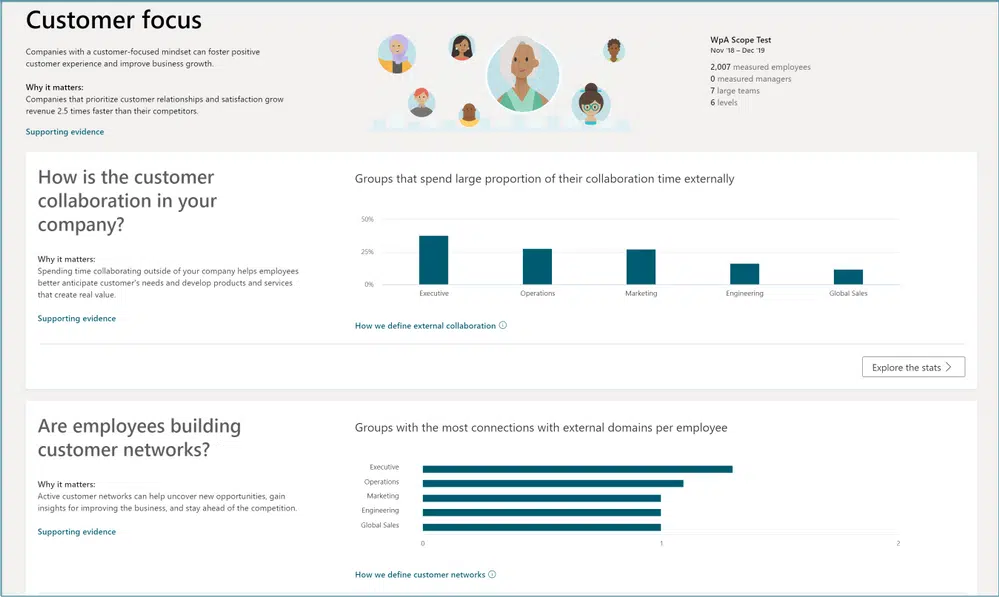 Customer focus
Companies with a customer-focused mindset can foster positive
customer experience and improve business growth.
Why it matters:
Companies that prioritize customer relationships and satisfaction grow
revenue 2.5 times faster than their competitors.
Supporting evidence
WpA Scope Test
Nov '18 – Dec '19
2,007 measured employees
0 measured managers
7 large teams
6 levels
How is the customer
collaboration in your
company?
Why it matters:
Spending time collaborating outside of your company helps employees
better anticipate customer's needs and develop products and services
that create real value.
Supporting evidence
Groups that spend large proportion of their collaboration time externally
50%
25%
0%
Executive
Operations
Marketing
Engineering
Global Sales
How we define external collaboration
Explore the stats
Are employees building
customer networks?
Why it matters:
Active customer networks can help uncover new opportunities, gain
insights for improving the business, and stay ahead of the competition.
Supporting evidence
Groups with the most connections with external domains per employee
Executive
Operations
Marketing
Engineering
Global Sales
0
1
2
How we define customer networks